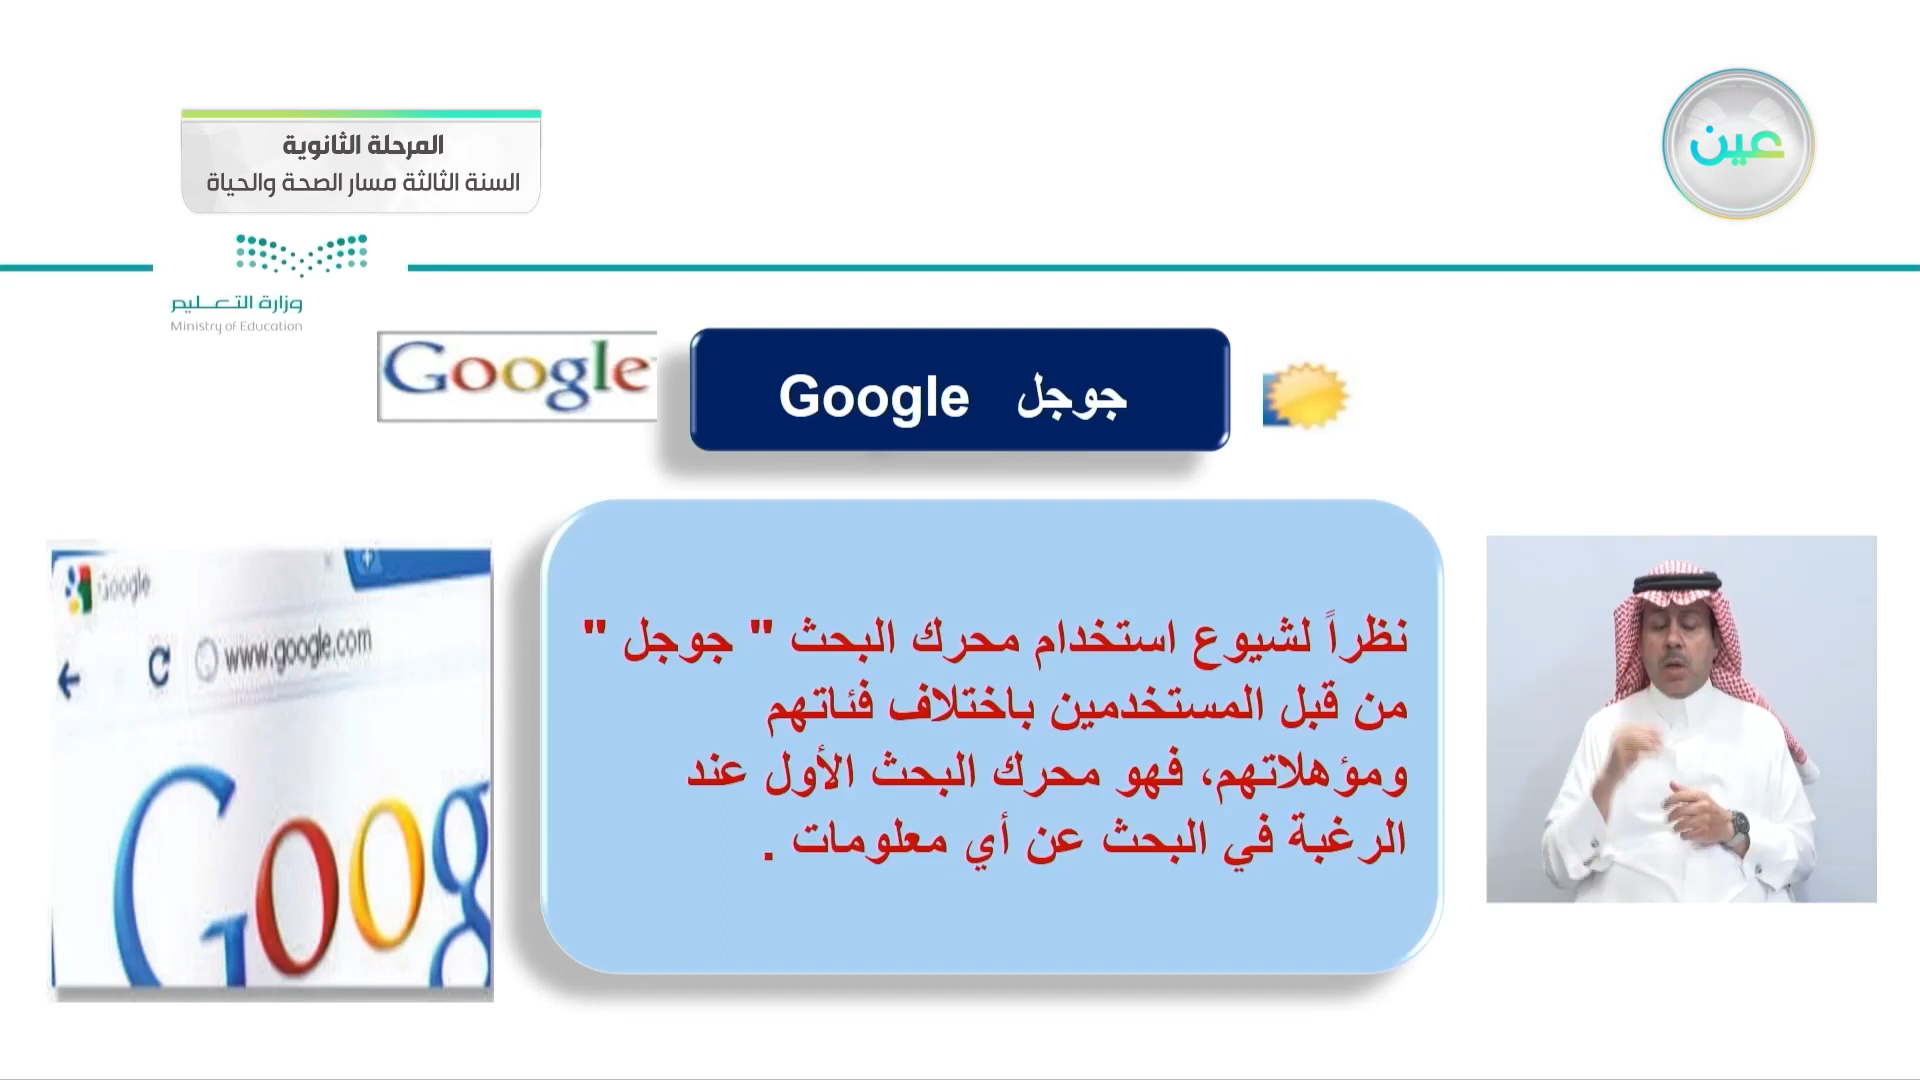 المرحلة الثانوية
السنة الثالثة مسار الصحة والحياة
عين
وزارة التعليم
Ministry of Education
Google
جوجل Google
نظراً لشيوع استخدام محرك البحث " جوجل "
من قبل المستخدمين باختلاف فئاتهم
ومؤهلاتهم، فهو محرك البحث الأول عند
الرغبة في البحث عن أي معلومات .
Google
www.google.com
Goog